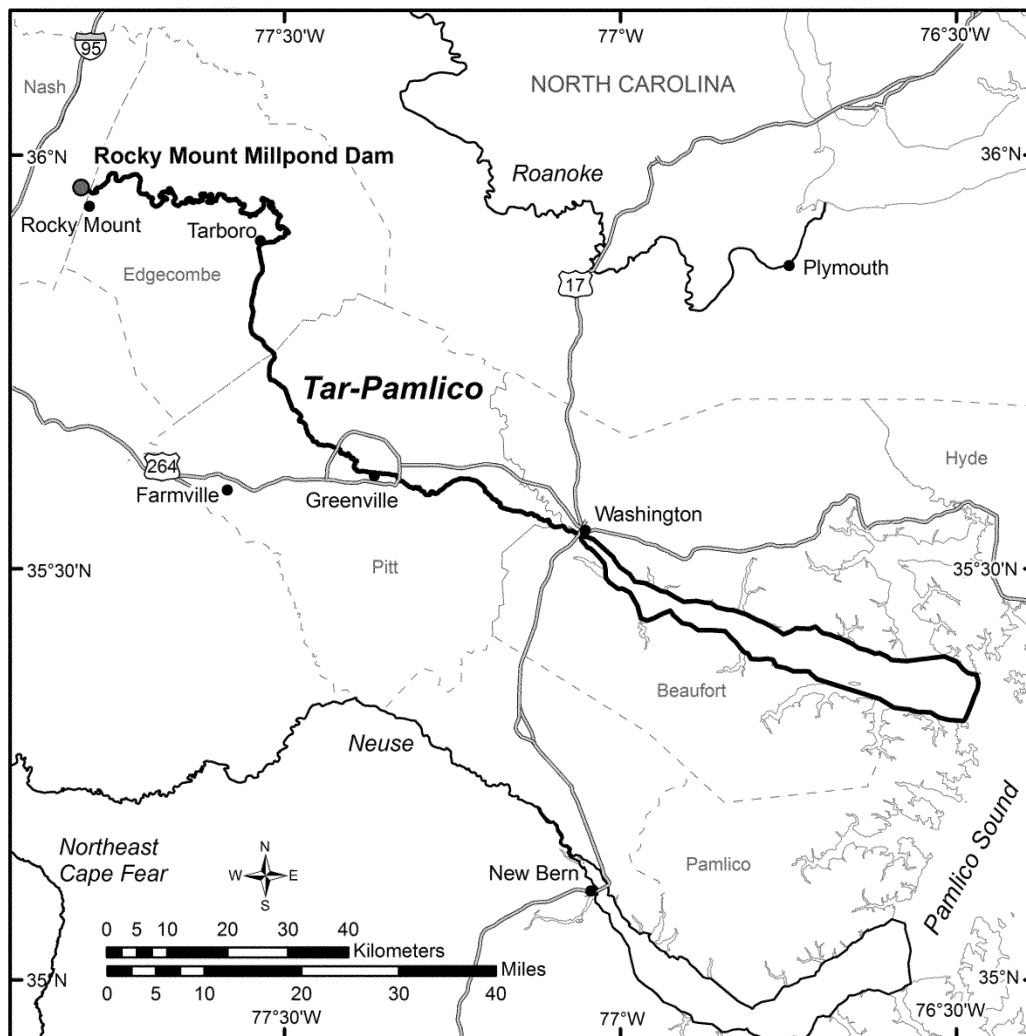 77°30'W
77°W
76°30'W
95
Nash
NORTH CAROLINA
36°N
Rocky Mount Millpond Dam
36°N
Roanoke
Rocky Mount
Tarboro
Edgecombe
Plymouth
17
Tar-Pamlico
Hyde
264
Farmville
Greenville
Washington
35°30'N
Pitt
35°30'N
Beaufort
Neuse
Pamlico Sound
Northeast
Cape Fear
N
W E
S
Pamlico
New Bern
0 5 10 20 30 40
Kilometers
Miles
0 5 10 20 30 40
35°N
35°N
77°30'W
77°W
76°30'W